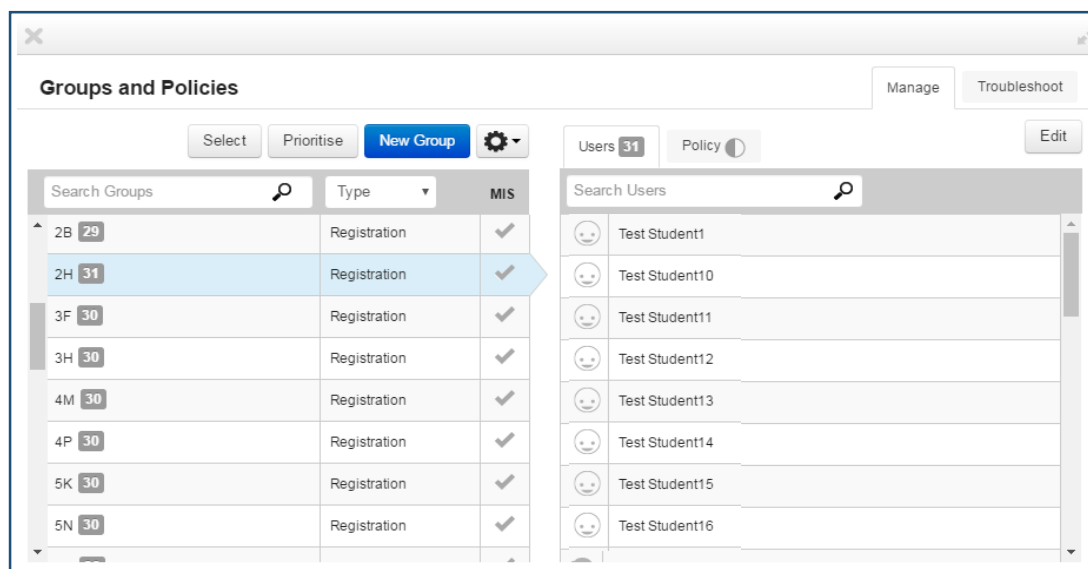 Groups and Policies
Manage
Troubleshoot
Select
Prioritise
New Group
Users 31
Policy
Edit
Search Groups
Type
MIS
Search Users
2B 29 Registration
2H 31 Registration
3F 30 Registration
3H 30 Registration
4M 30 Registration
4P 30 Registration
5K 30 Registration
5N 30 Registration
Test Student1
Test Student10
Test Student11
Test Student12
Test Student13
Test Student14
Test Student15
Test Student16